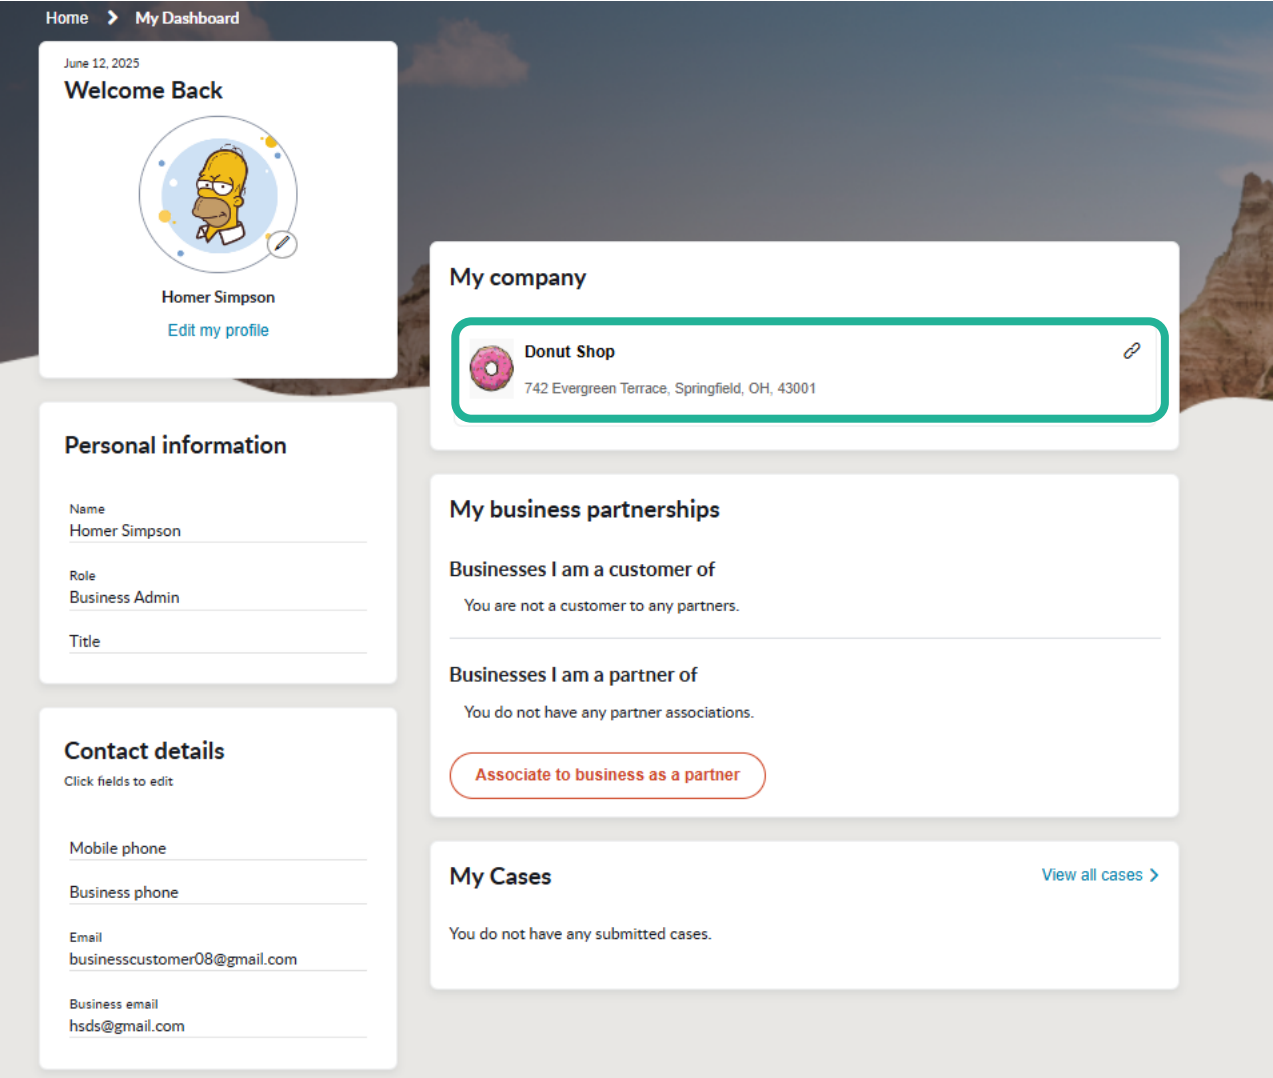 Home > My Dashboard
June 12, 2025
Welcome Back
Homer Simpson
Edit my profile
Personal information
Name
Homer Simpson
Role
Business Admin
Title
Contact details
Click fields to edit
Mobile phone
Business phone
Email
businesscustomer08@gmail.com
Business email
hsds@gmail.com
My company
Donut Shop
742 Evergreen Terrace, Springfield, OH, 43001
My business partnerships
Businesses I am a customer of
You are not a customer to any partners.
Businesses I am a partner of
You do not have any partner associations.
Associate to business as a partner
My Cases
View all cases >
You do not have any submitted cases.